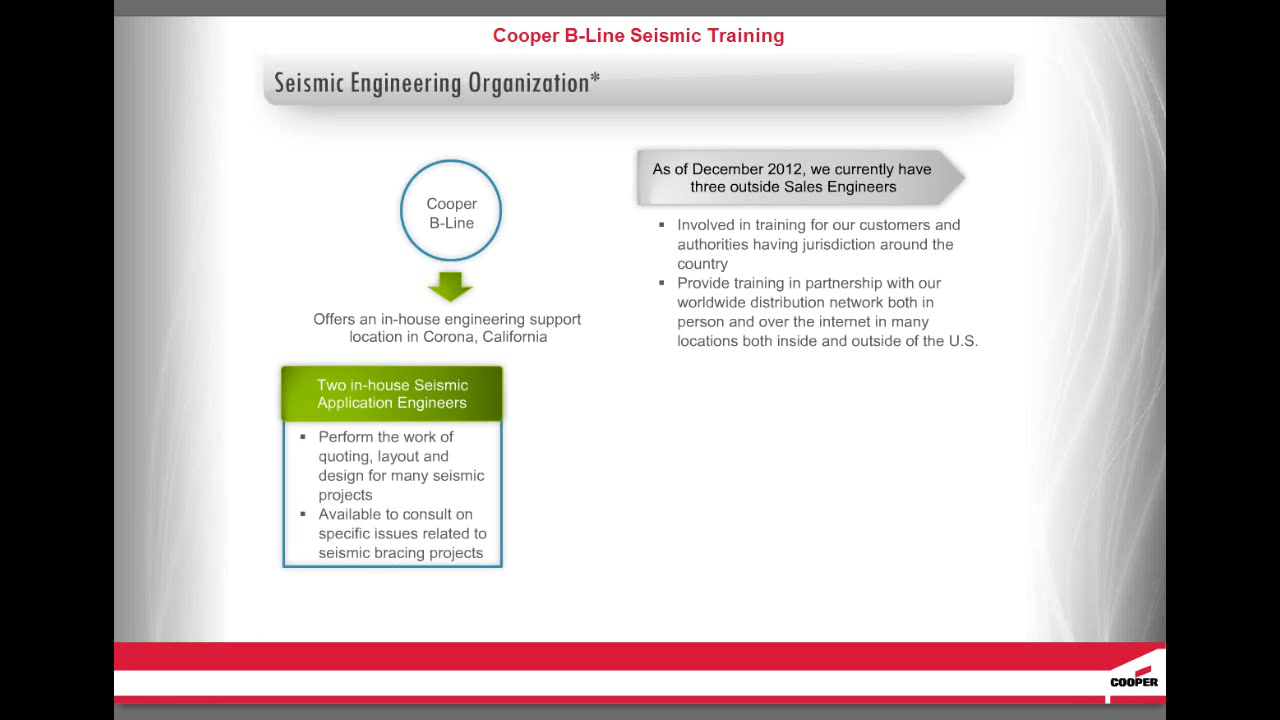 Cooper B-Line Seismic Training
Seismic Engineering Organization*
Cooper
B-Line
Offers an in-house engineering support
location in Corona, California
Two in-house Seismic
Application Engineers
▪ Perform the work of
quoting, layout and
design for many seismic
projects
▪ Available to consult on
specific issues related to
seismic bracing projects
As of December 2012, we currently have
three outside Sales Engineers
▪ Involved in training for our customers and
authorities having jurisdiction around the
country
▪ Provide training in partnership with our
worldwide distribution network both in
person and over the internet in many
locations both inside and outside of the U.S.
COOPER